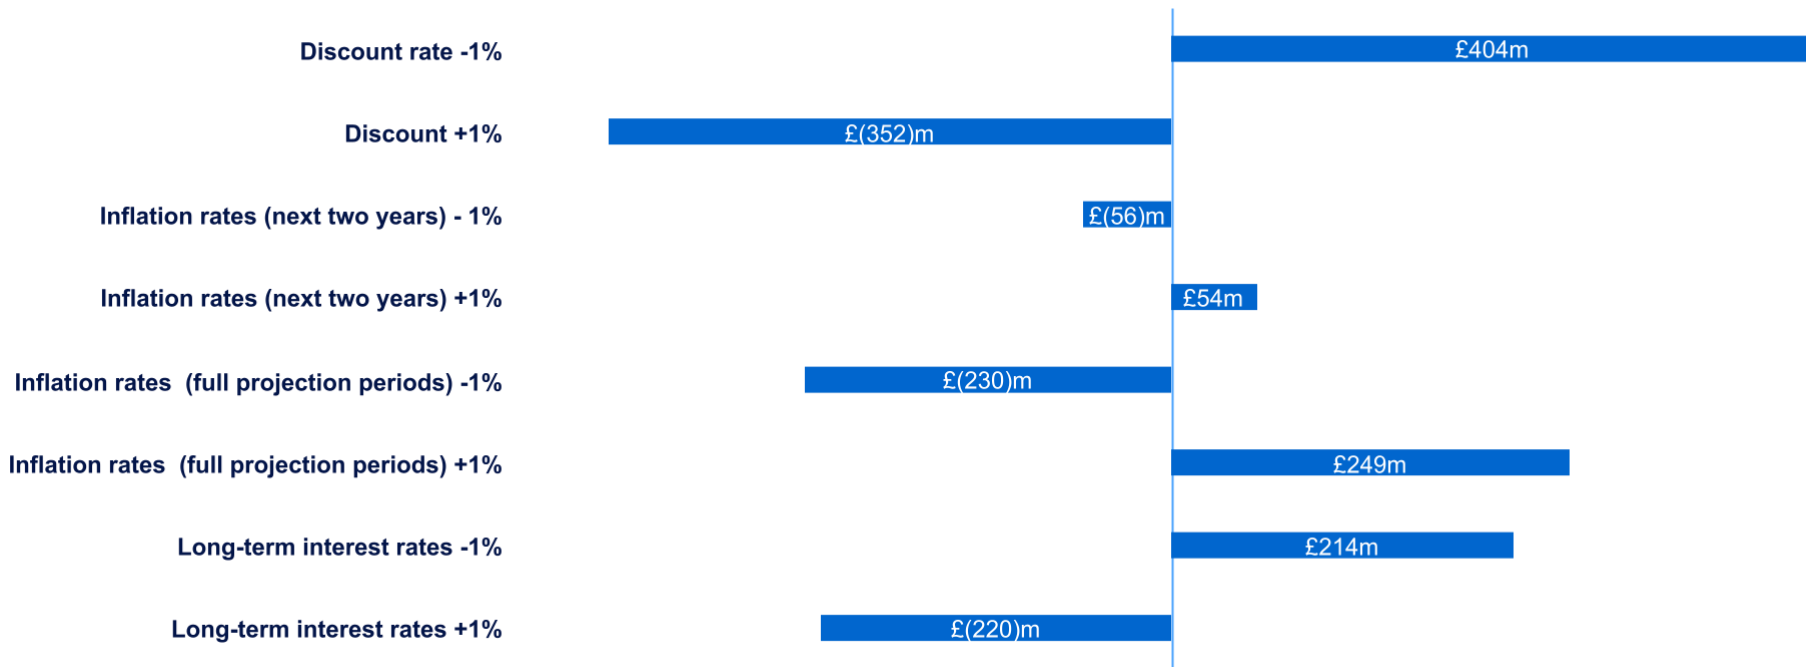 Discount rate -1%
£404m
Discount +1%
£(352)m
Inflation rates (next two years) - 1%
£(56)m
Inflation rates (next two years) +1%
£54m
Inflation rates  (full projection periods) -1%
£(230)m
Inflation rates  (full projection periods) +1%
£249m
Long-term interest rates -1%
£214m
Long-term interest rates +1%
£(220)m